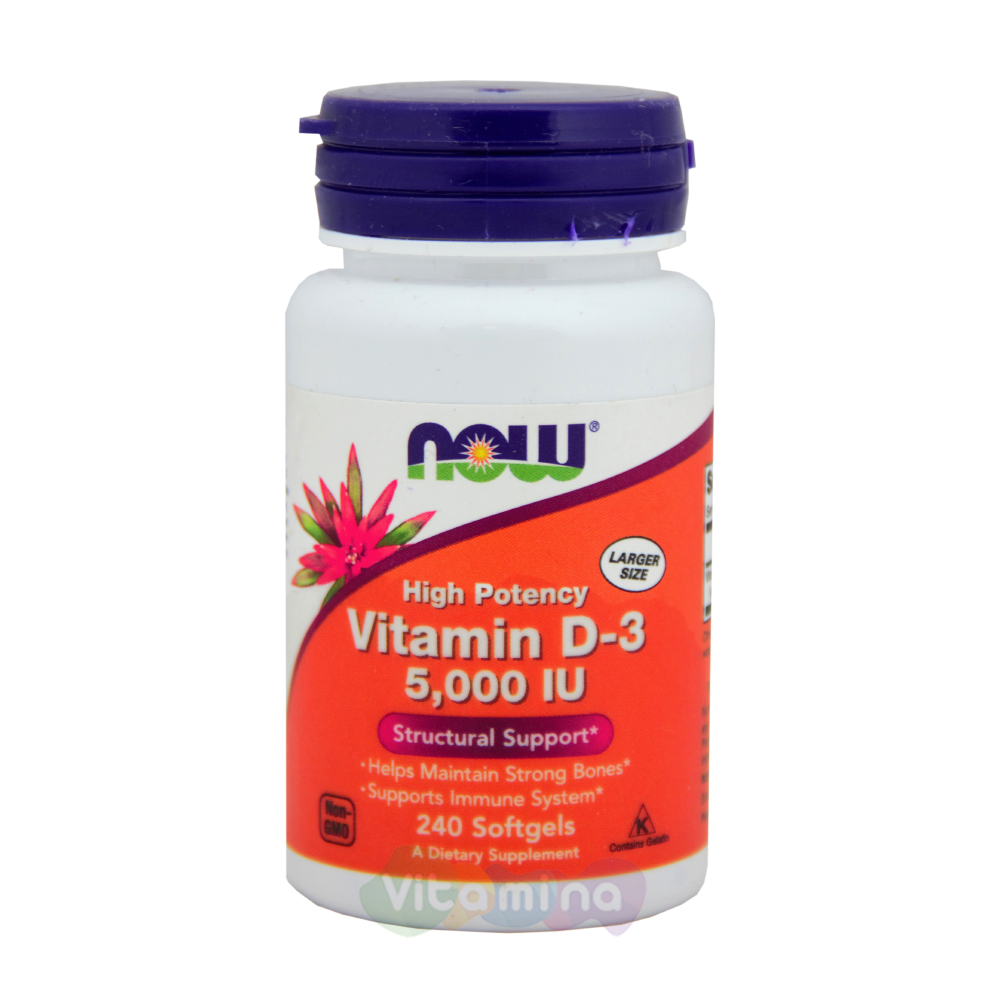 now®
LARGER
SIZE
High Potency
Vitamin D-3
5,000 IU
Structural Support*
•Helps Maintain Strong Bones*
•Supports Immune System*
Non-
GMO
240 Softgels
K
Contains Gelatin
A Dietary Supplement
Vitamina